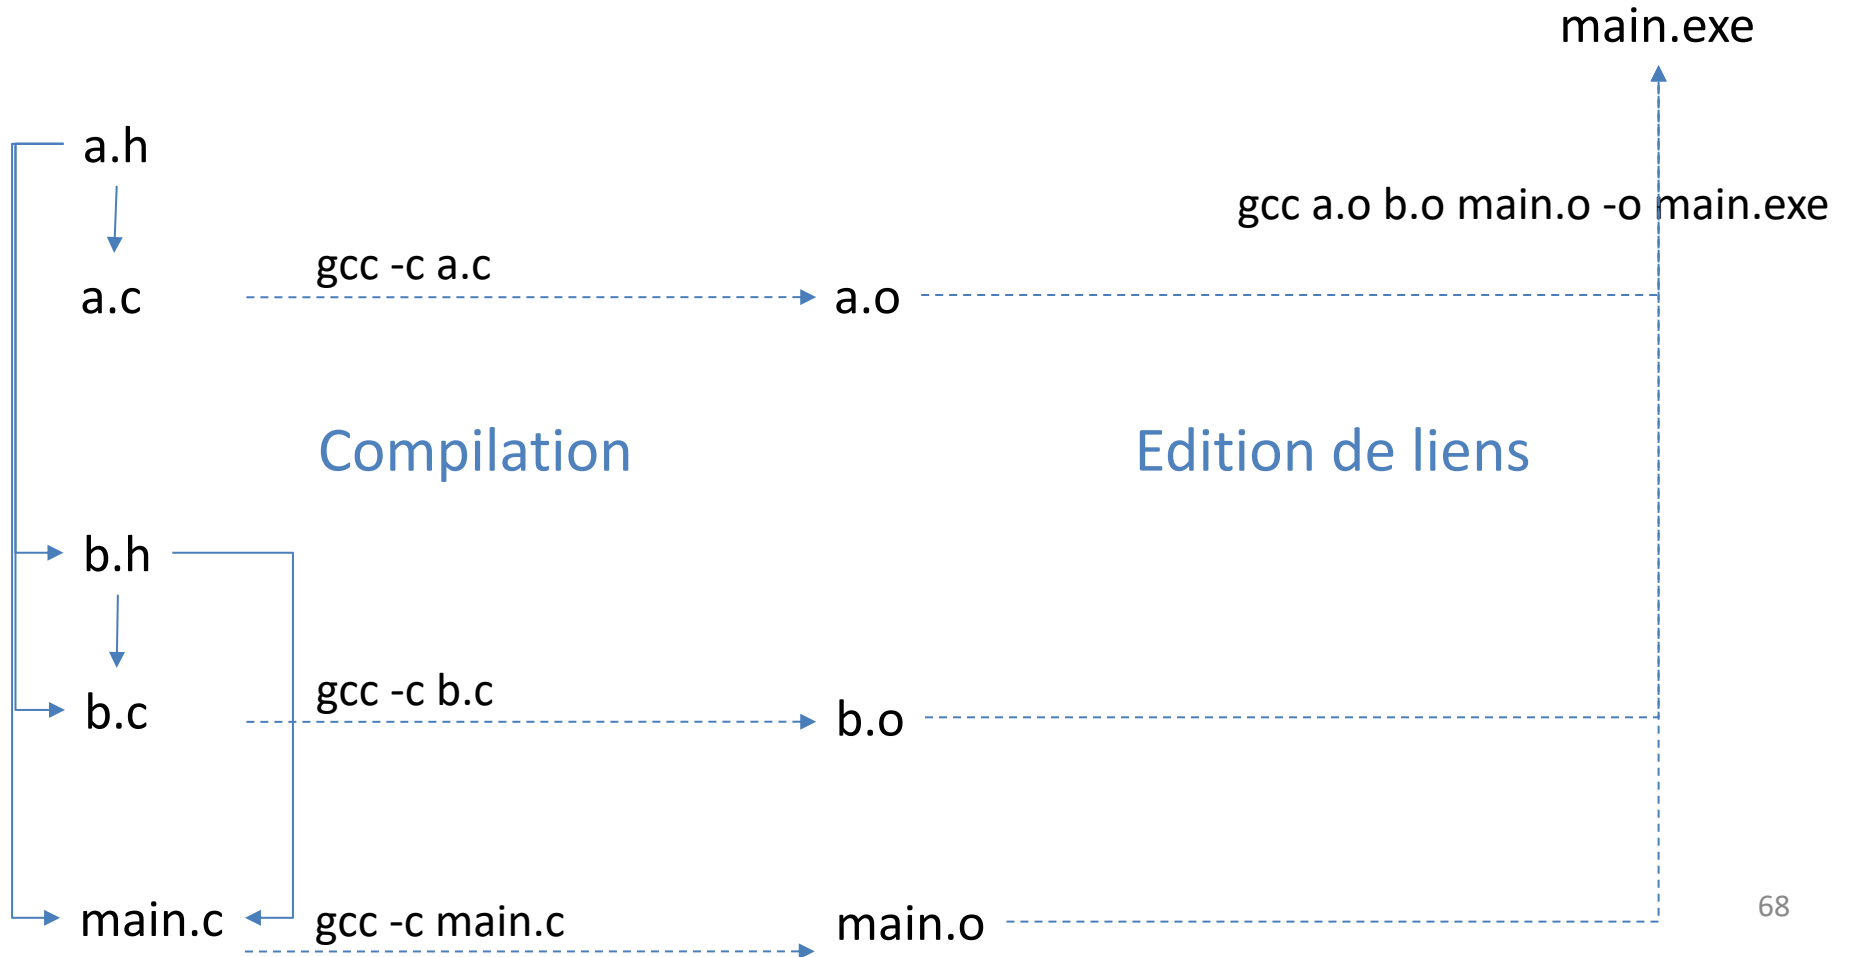 main.exe
a.h
gcc a.o b.o main.o -o main.exe
gcc -c a.c
a.c
a.o
Compilation
Edition de liens
b.h
gcc -c b.c
b.c
b.o
main.c
gcc -c main.c
main.o
68